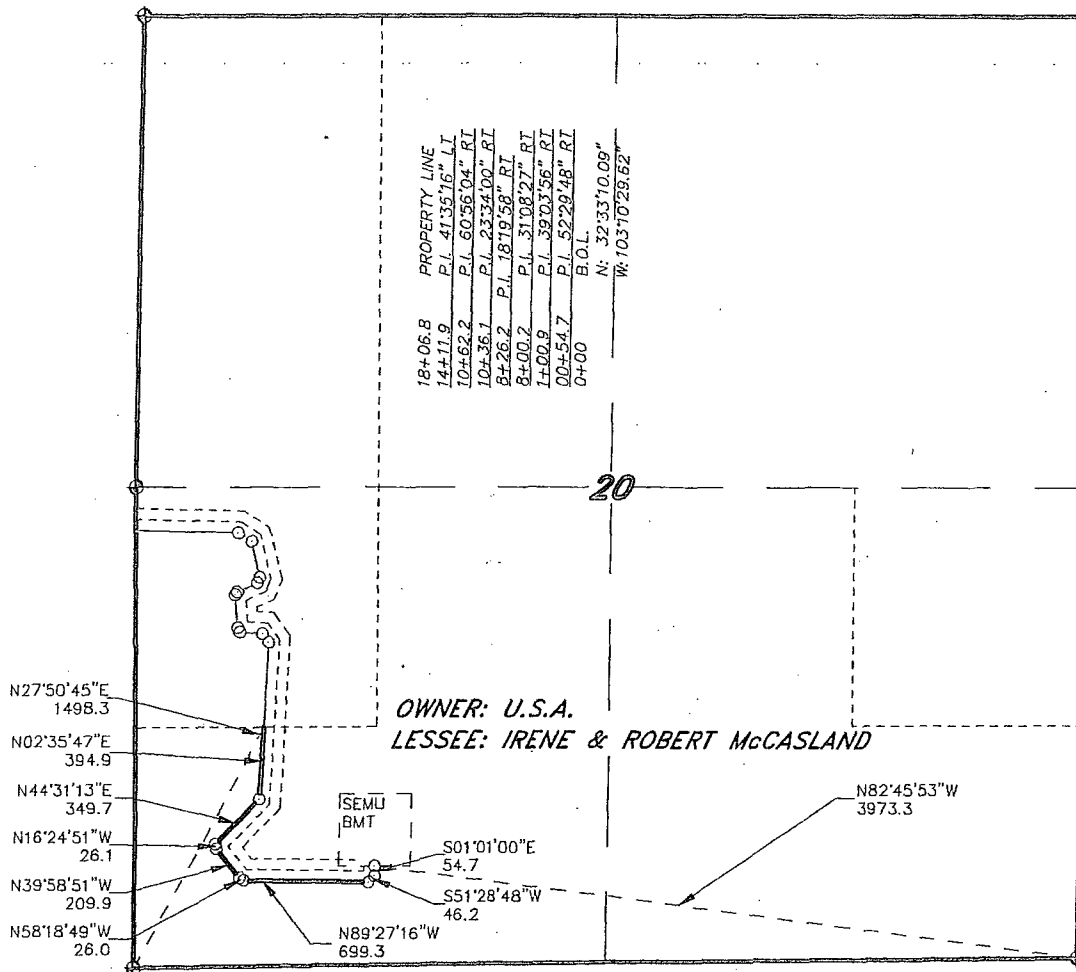 18+06.8 PROPERTY LINE
14+11.9 P.I. 41°35'16" LT
10+62.2 P.I. 60°56'04" RT
10+36.1 P.I. 23°34'00" RT
8+26.2 P.I. 18°19'58" RT
8+00.2 P.I. 31°08'27" RT
1+00.9 P.I. 39°03'56" RT
00+54.7 P.I. 52°29'48" RT
0+00 B.O.L.
N: 32°33'10.09"
W: 103°10'29.62"
20
N27°50'45"E
1498.3
N02°35'47"E
394.9
N44°31'13"E
349.7
N16°24'51"W
26.1
N39°58'51"W
209.9
N58°18'49"W
26.0
OWNER: U.S.A.
LESSEE: IRENE & ROBERT McCASLAND
SEMU
BMT
S01°01'00"E
54.7
S51°28'48"W
46.2
N89°27'16"W
699.3
N82°45'53"W
3973.3